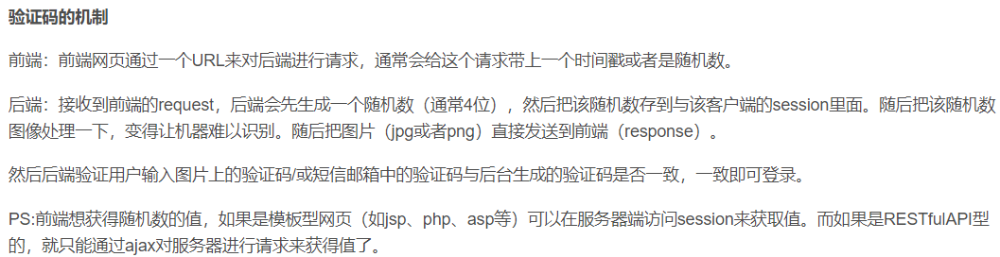 验证码的机制
前端：前端网页通过一个URL来对后端进行请求，通常会给这个请求带上一个时间戳或者是随机数。
后端：接收到前端的request，后端会先生成一个随机数（通常4位），然后把该随机数存到与该客户端的session里面。随后把该随机数
图像处理一下，变得让机器难以识别。随后把图片（jpg或者png）直接发送到前端（response）。
然后后端验证用户输入图片上的验证码/或短信邮箱中的验证码与后台生成的验证码是否一致，一致即可登录。
PS:前端想获得随机数的值，如果是模板型网页（如jsp、php、asp等）可以在服务器端访问session来获取值。而如果是RESTfulAPI型
的，就只能通过ajax对服务器进行请求来获得值了。